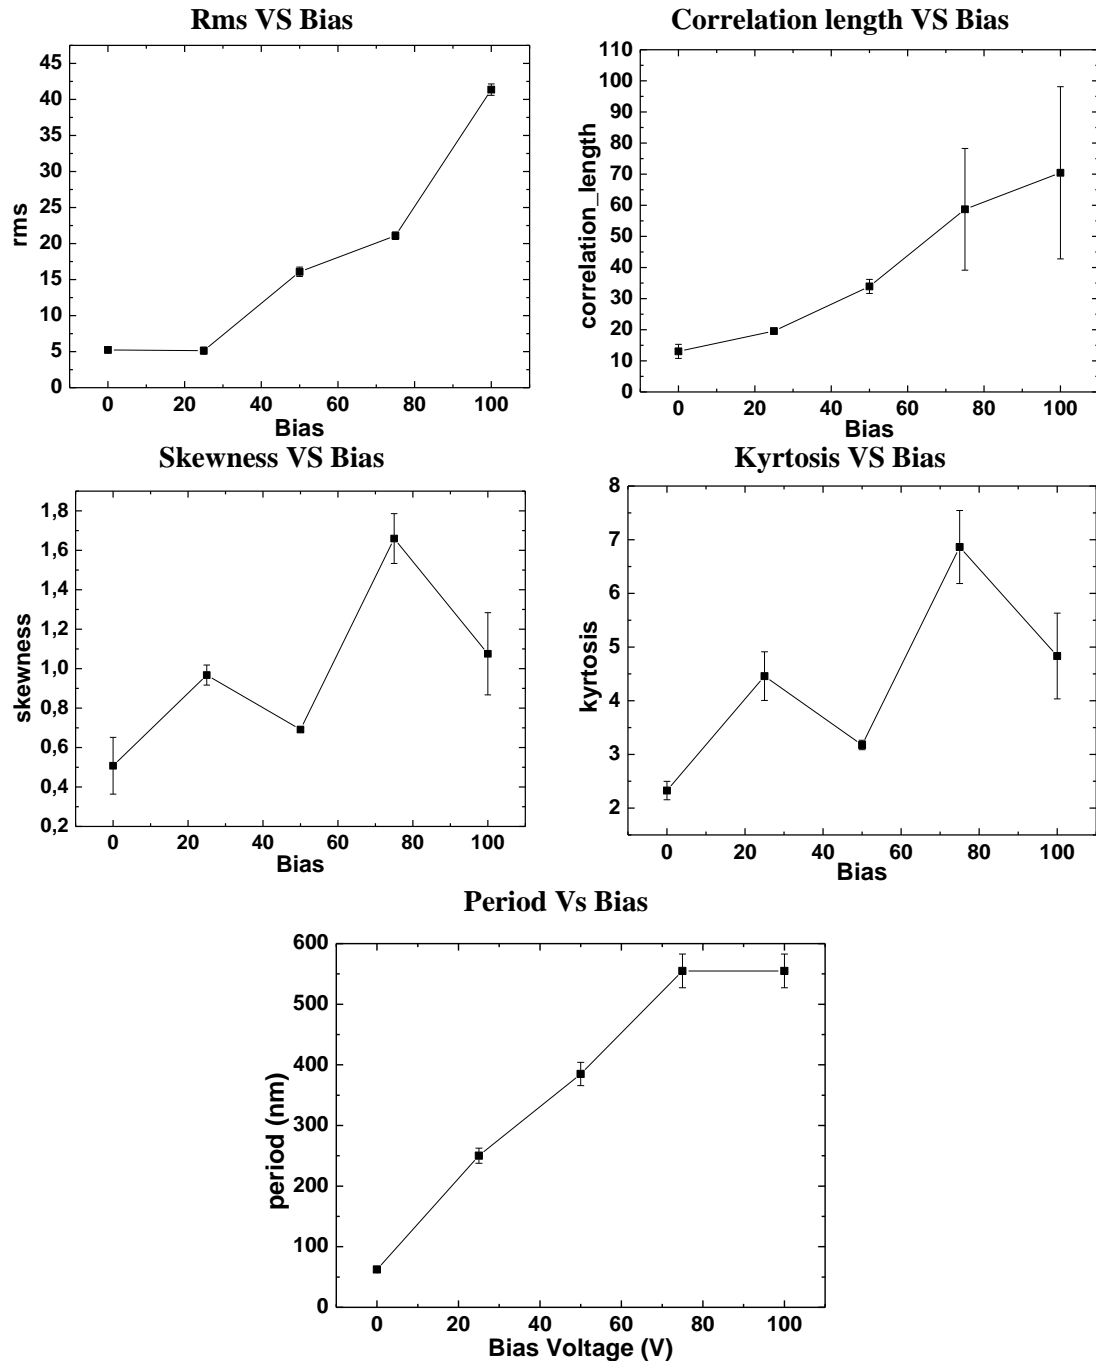 Rms VS Bias
45
40
35
30
25
20
15
10
5
0
rms
0 20 40 60 80 100
Bias
Correlation length VS Bias
110
100
90
80
70
60
50
40
30
20
10
0
correlation_length
0 20 40 60 80 100
Bias
Skewness VS Bias
1,8
1,6
1,4
1,2
1,0
0,8
0,6
0,4
0,2
skewness
0 20 40 60 80 100
Bias
Kyrtosis VS Bias
8
7
6
5
4
3
2
kyrtosis
0 20 40 60 80 100
Bias
Period Vs Bias
600
500
400
300
200
100
0
period (nm)
0 20 40 60 80 100
Bias Voltage (V)